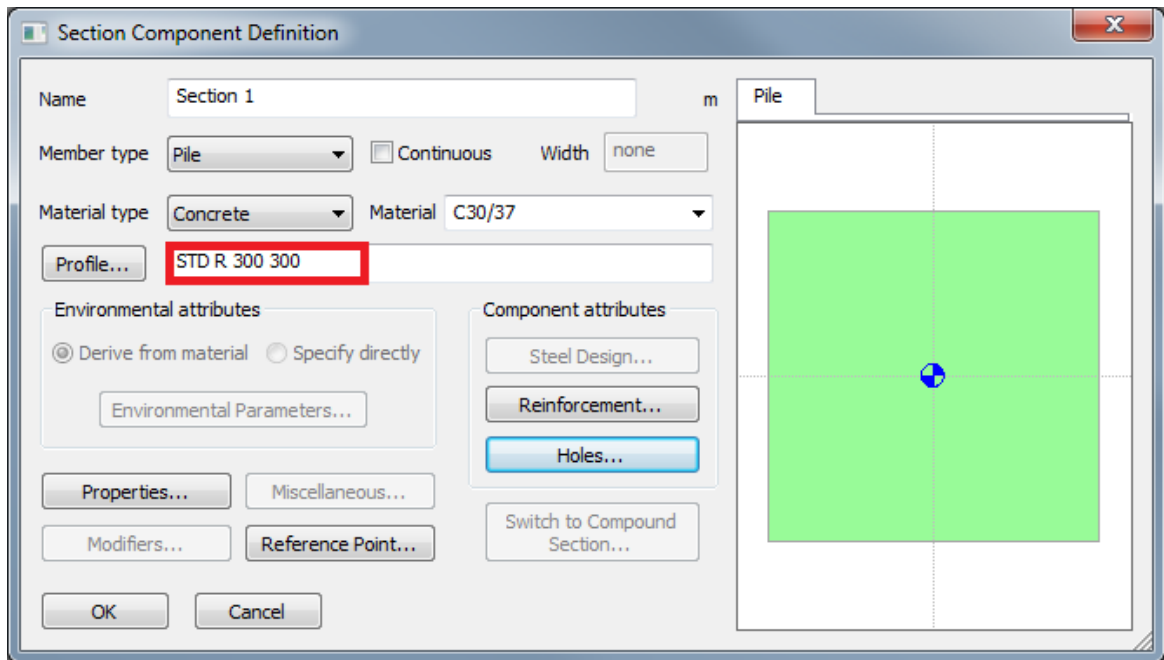 Section Component Definition
Name Section 1 m
Member type Pile Continuous Width none
Material type Concrete Material C30/37
Profile... STD R 300 300
Environmental attributes
Derive from material Specify directly
Environmental Parameters...
Component attributes
Steel Design...
Reinforcement...
Holes...
Properties... Miscellaneous...
Modifiers... Reference Point...
Switch to Compound
Section...
OK Cancel
Pile